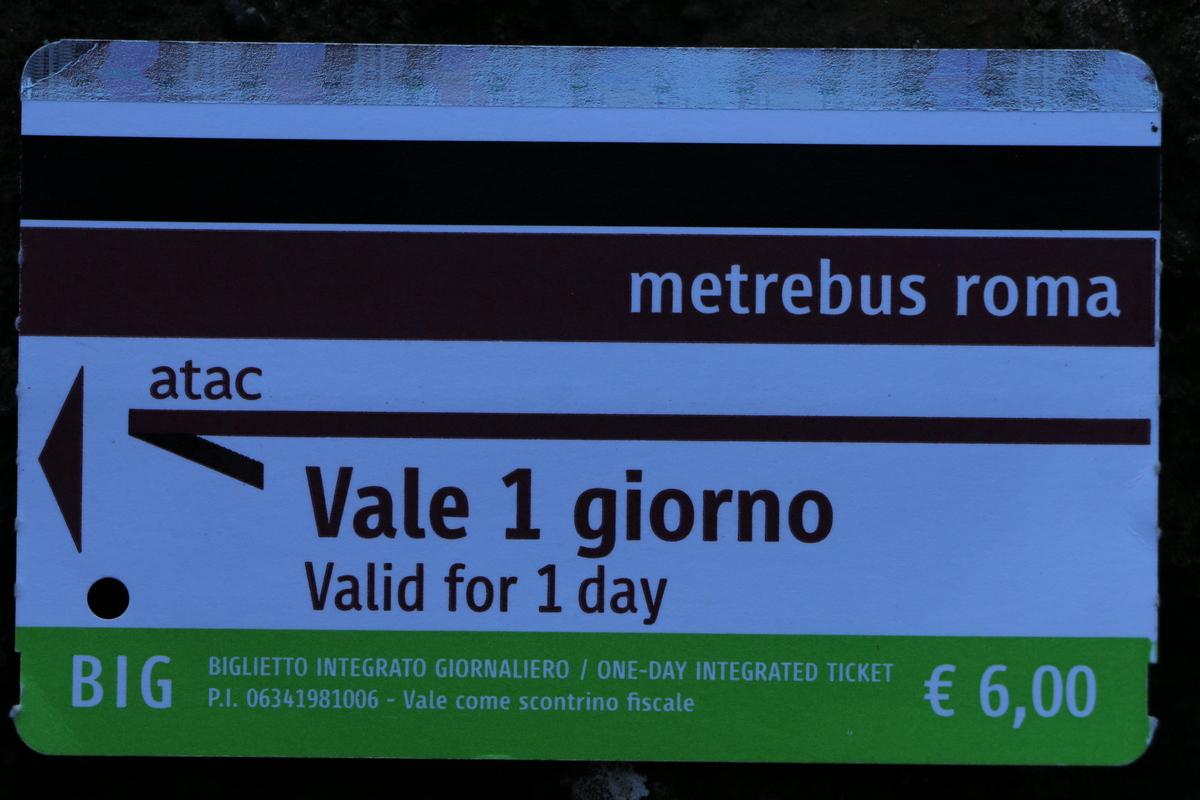 metrebus roma
atac
Vale 1 giorno
Valid for 1 day
BIG
BIGLIETTO INTEGRATO GIORNALIERO / ONE-DAY INTEGRATED TICKET
P.I. 06341981006 - Vale come scontrino fiscale
€ 6,00